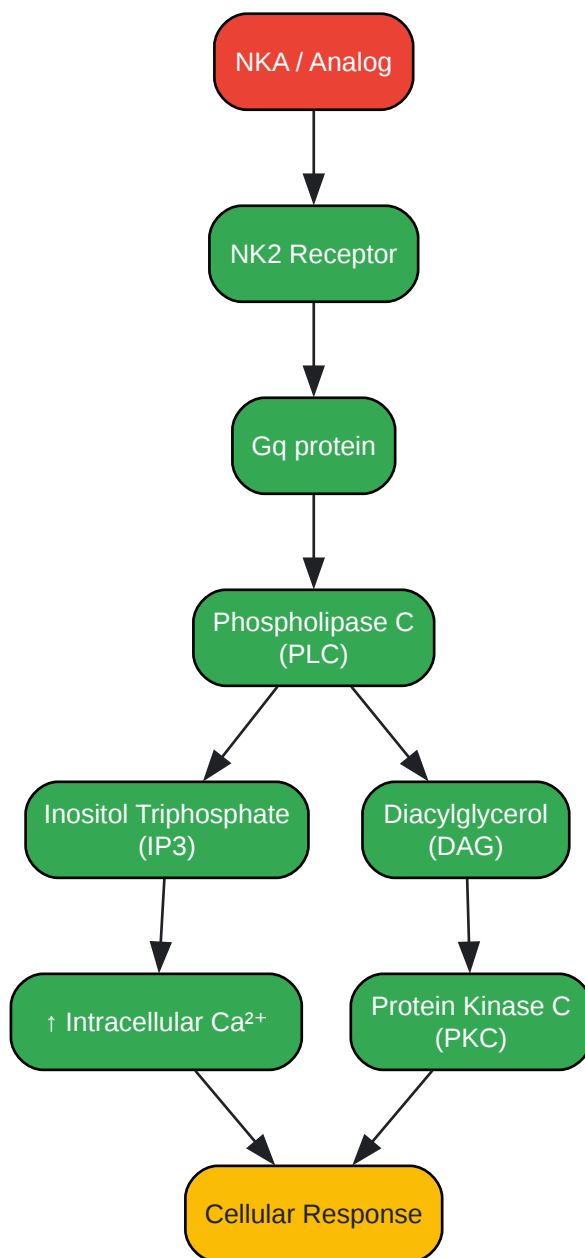 NKA / Analog
NK2 Receptor
Gq protein
Phospholipase C
(PLC)
Inositol Triphosphate
(IP3)
Diacylglycerol
(DAG)
↑ Intracellular Ca²⁺
Protein Kinase C
(PKC)
Cellular Response